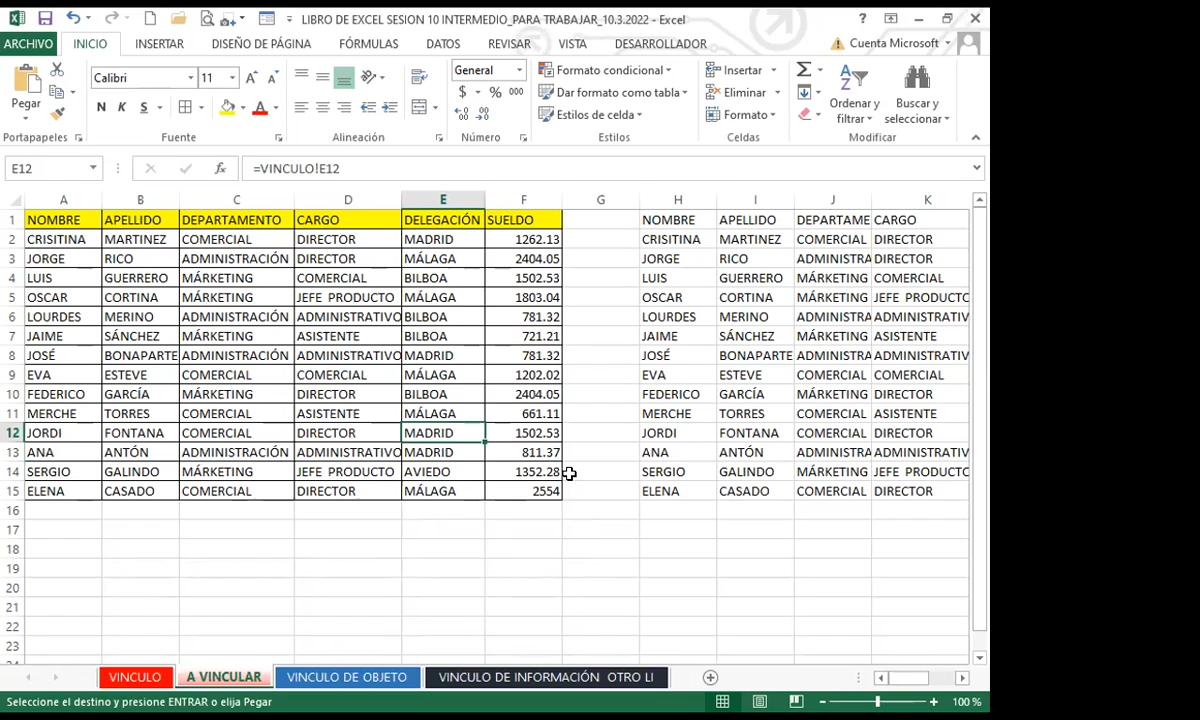 LIBRO DE EXCEL SESION 10 INTERMEDIO_PARA TRABAJAR_10.3.2022 - Excel
ARCHIVO INICIO INSERTAR DISEÑO DE PÁGINA FÓRMULAS DATOS REVISAR VISTA DESARROLLADOR Cuenta Microsoft
Pegar
Calibri 11
N K S
General
$ % 000
Formato condicional
Dar formato como tabla
Estilos de celda
Insertar
Eliminar
Formato
Ordenar y filtrar
Buscar y seleccionar
Portapapeles Fuente Alineación Número Estilos Celdas Modificar
E12 fx =VINCULO!E12
A B C D E F G H I J K
1 NOMBRE APELLIDO DEPARTAMENTO CARGO DELEGACIÓN SUELDO NOMBRE APELLIDO DEPARTAME CARGO
2 CRISITINA MARTINEZ COMERCIAL DIRECTOR MADRID 1262.13 CRISITINA MARTINEZ COMERCIAL DIRECTOR
3 JORGE RICO ADMINISTRACIÓN DIRECTOR MÁLAGA 2404.05 JORGE RICO ADMINISTRA DIRECTOR
4 LUIS GUERRERO MÁRKETING COMERCIAL BILBOA 1502.53 LUIS GUERRERO MÁRKETING COMERCIAL
5 OSCAR CORTINA MÁRKETING JEFE PRODUCTO MÁLAGA 1803.04 OSCAR CORTINA MÁRKETING JEFE PRODUCTO
6 LOURDES MERINO ADMINISTRACIÓN ADMINISTRATIVO BILBOA 781.32 LOURDES MERINO ADMINISTRA ADMINISTRATIV
7 JAIME SÁNCHEZ MÁRKETING ASISTENTE BILBOA 721.21 JAIME SÁNCHEZ MÁRKETING ASISTENTE
8 JOSÉ BONAPARTE ADMINISTRACIÓN ADMINISTRATIVO MADRID 781.32 JOSÉ BONAPARTE ADMINISTRA ADMINISTRATIV
9 EVA ESTEVE COMERCIAL COMERCIAL MÁLAGA 1202.02 EVA ESTEVE COMERCIAL COMERCIAL
10 FEDERICO GARCÍA MÁRKETING DIRECTOR BILBOA 2404.05 FEDERICO GARCÍA MÁRKETING DIRECTOR
11 MERCHE TORRES COMERCIAL ASISTENTE MÁLAGA 661.11 MERCHE TORRES COMERCIAL ASISTENTE
12 JORDI FONTANA COMERCIAL DIRECTOR MADRID 1502.53 JORDI FONTANA COMERCIAL DIRECTOR
13 ANA ANTÓN ADMINISTRACIÓN ADMINISTRATIVO MADRID 811.37 ANA ANTÓN ADMINISTRA ADMINISTRATIV
14 SERGIO GALINDO MÁRKETING JEFE PRODUCTO AVIEDO 1352.28 SERGIO GALINDO MÁRKETING JEFE PRODUCTO
15 ELENA CASADO COMERCIAL DIRECTOR MÁLAGA 2554 ELENA CASADO COMERCIAL DIRECTOR
16
17
18
19
20
21
22
23
VINCULO A VINCULAR VINCULO DE OBJETO VINCULO DE INFORMACIÓN OTRO LI
Seleccione el destino y presione ENTRAR o elija Pegar 100 %